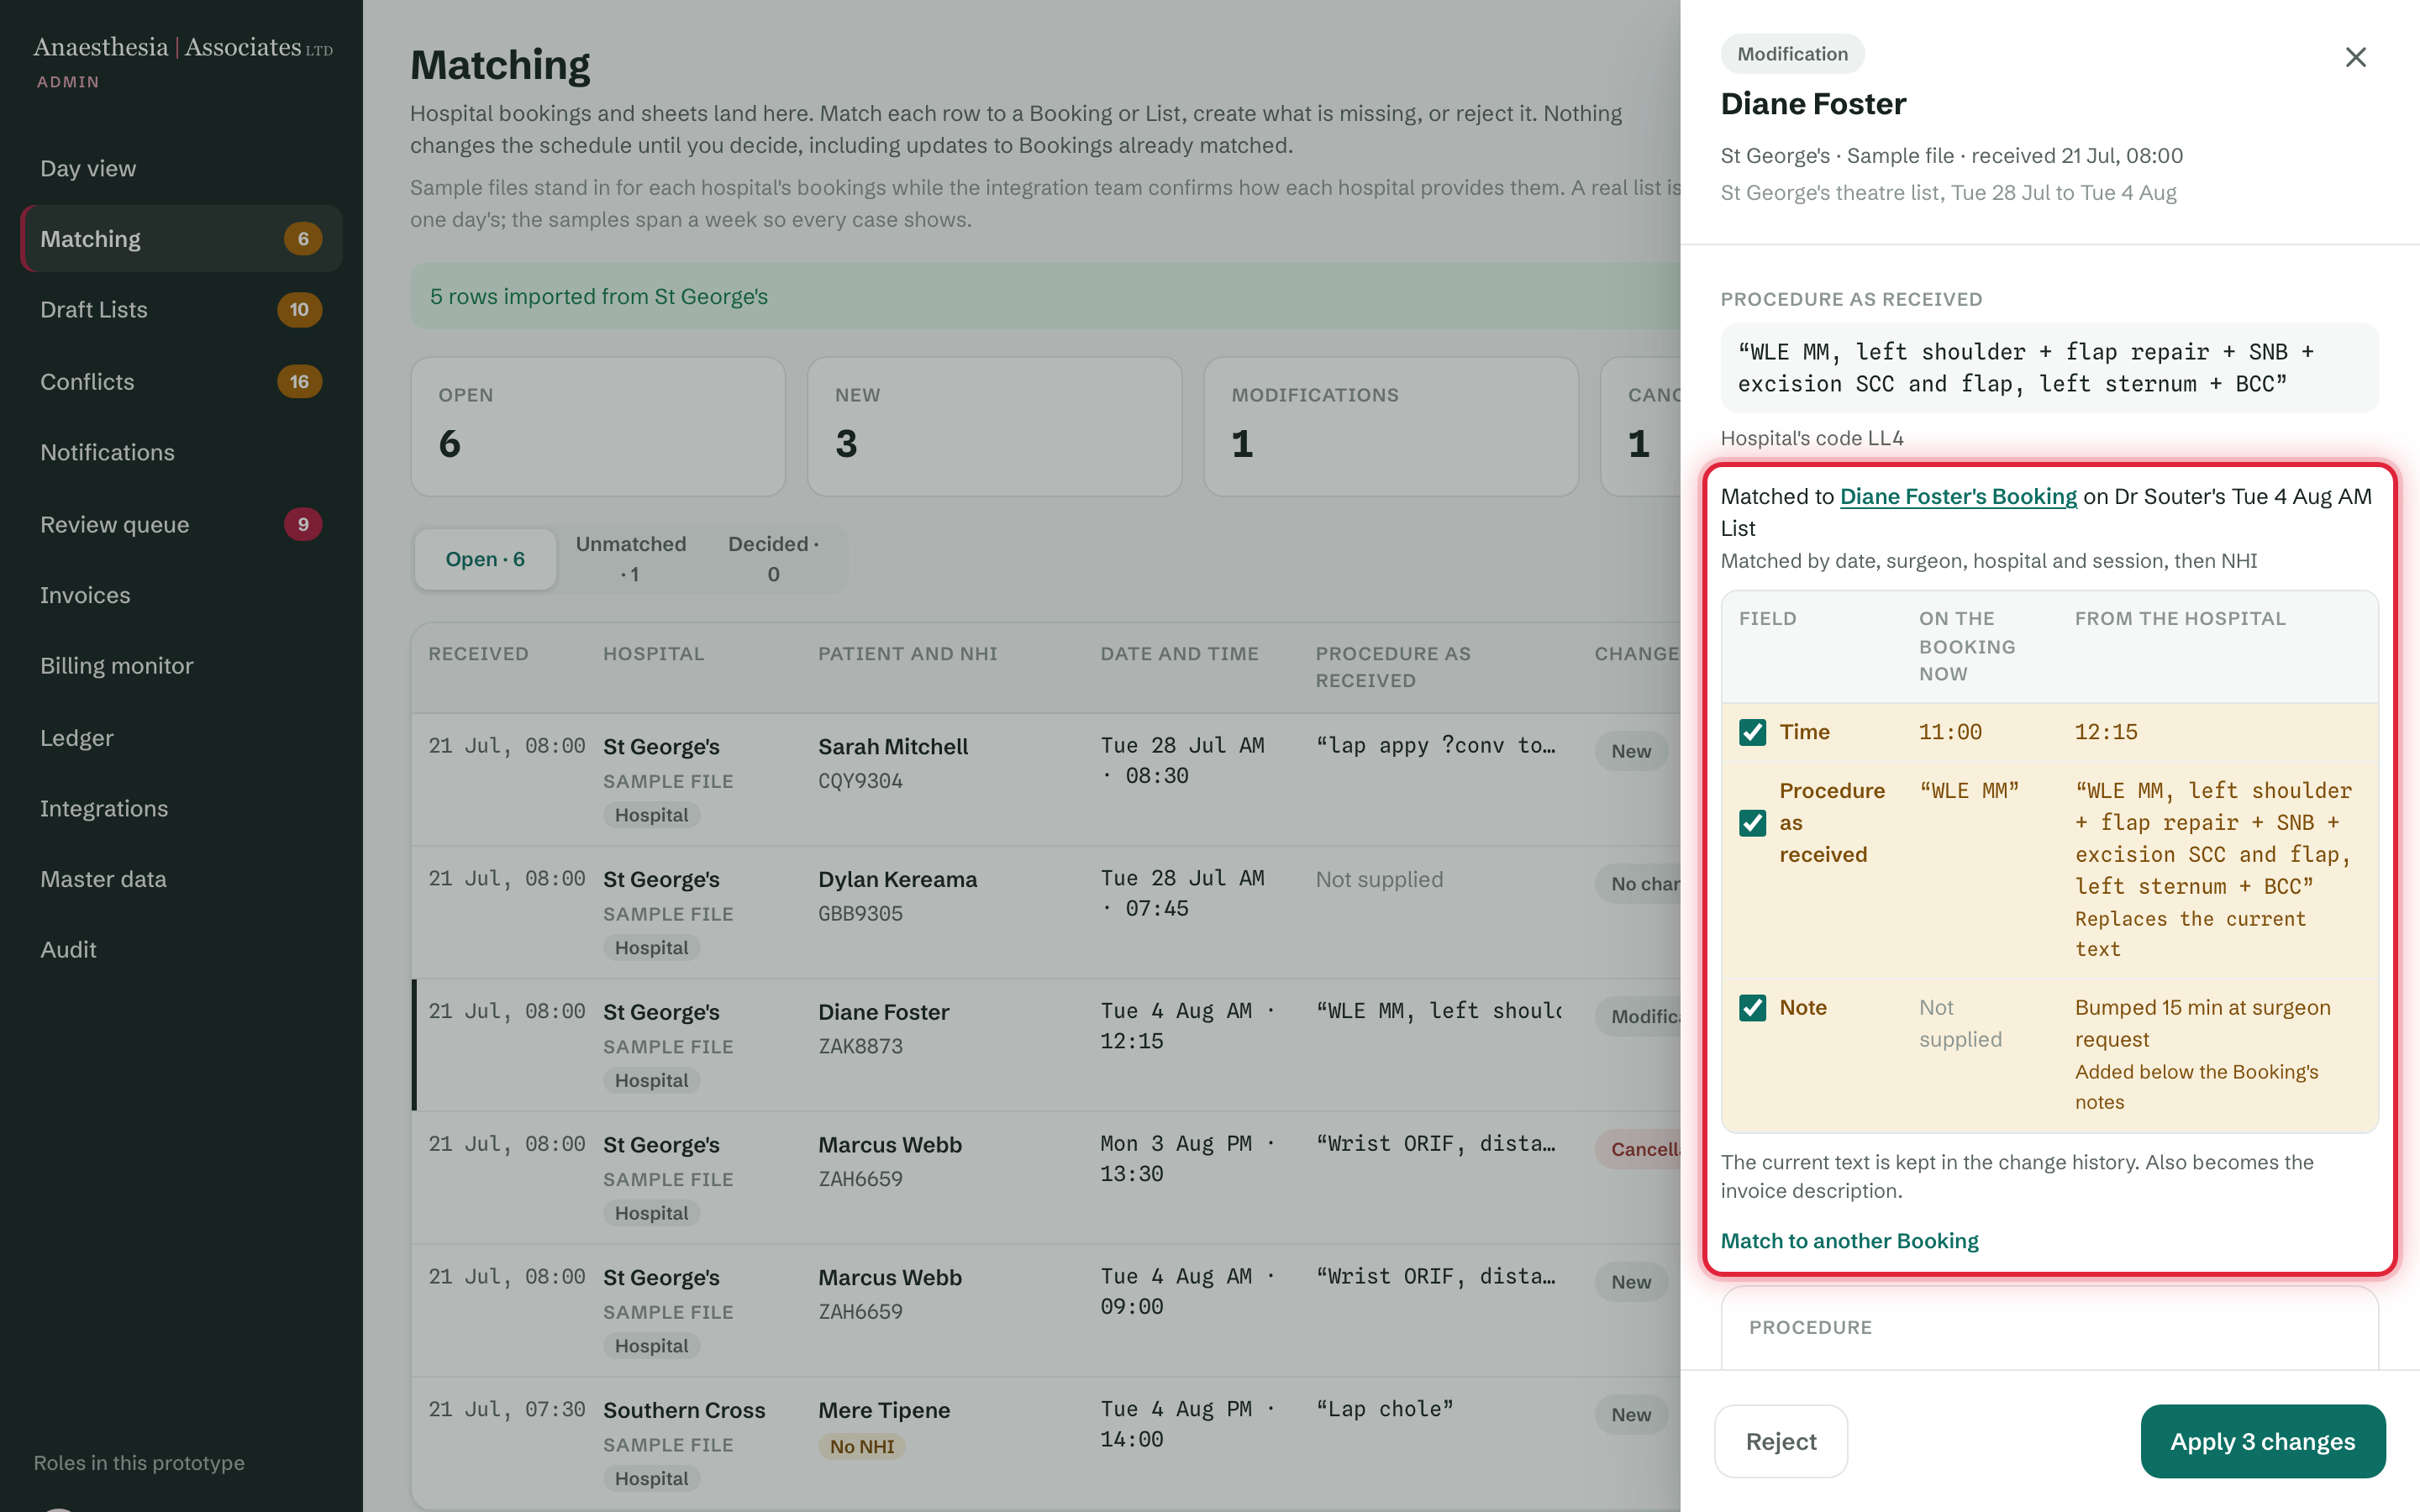 Anaesthesia | Associates LTD
ADMIN
Day view
Matching 6
Draft Lists 10
Conflicts 16
Notifications
Review queue 9
Invoices
Billing monitor
Ledger
Integrations
Master data
Audit
Roles in this prototype
Matching
Hospital bookings and sheets land here. Match each row to a Booking or List, create what is missing, or reject it. Nothing
changes the schedule until you decide, including updates to Bookings already matched.
Sample files stand in for each hospital's bookings while the integration team confirms how each hospital provides them. A real list is
one day's; the samples span a week so every case shows.
5 rows imported from St George's
OPEN
6
NEW
3
MODIFICATIONS
1
CANC
1
Open · 6
Unmatched
· 1
Decided ·
0
RECEIVED HOSPITAL PATIENT AND NHI DATE AND TIME PROCEDURE AS CHANGE
RECEIVED
21 Jul, 08:00 St George's Sarah Mitchell Tue 28 Jul AM “lap appy ?conv to… New
SAMPLE FILE CQY9304 · 08:30
Hospital
21 Jul, 08:00 St George's Dylan Kereama Tue 28 Jul AM Not supplied No chan
SAMPLE FILE GBB9305 · 07:45
Hospital
21 Jul, 08:00 St George's Diane Foster Tue 4 Aug AM · “WLE MM, left should Modifica
SAMPLE FILE ZAK8873 12:15
Hospital
21 Jul, 08:00 St George's Marcus Webb Mon 3 Aug PM · “Wrist ORIF, dista… Cancella
SAMPLE FILE ZAH6659 13:30
Hospital
21 Jul, 08:00 St George's Marcus Webb Tue 4 Aug AM · “Wrist ORIF, dista… New
SAMPLE FILE ZAH6659 09:00
Hospital
21 Jul, 07:30 Southern Cross Mere Tipene Tue 4 Aug PM · “Lap chole” New
SAMPLE FILE No NHI 14:00
Hospital
Modification
Diane Foster
St George's · Sample file · received 21 Jul, 08:00
St George's theatre list, Tue 28 Jul to Tue 4 Aug
PROCEDURE AS RECEIVED
“WLE MM, left shoulder + flap repair + SNB +
excision SCC and flap, left sternum + BCC”
Hospital's code LL4
Matched to Diane Foster's Booking on Dr Souter's Tue 4 Aug AM
List
Matched by date, surgeon, hospital and session, then NHI
FIELD ON THE FROM THE HOSPITAL
BOOKING
NOW
Time 11:00 12:15
Procedure “WLE MM” “WLE MM, left shoulder
as + flap repair + SNB +
received excision SCC and flap,
left sternum + BCC”
Replaces the current
text
Note Not Bumped 15 min at surgeon
supplied request
Added below the Booking's
notes
The current text is kept in the change history. Also becomes the
invoice description.
Match to another Booking
PROCEDURE
Reject
Apply 3 changes